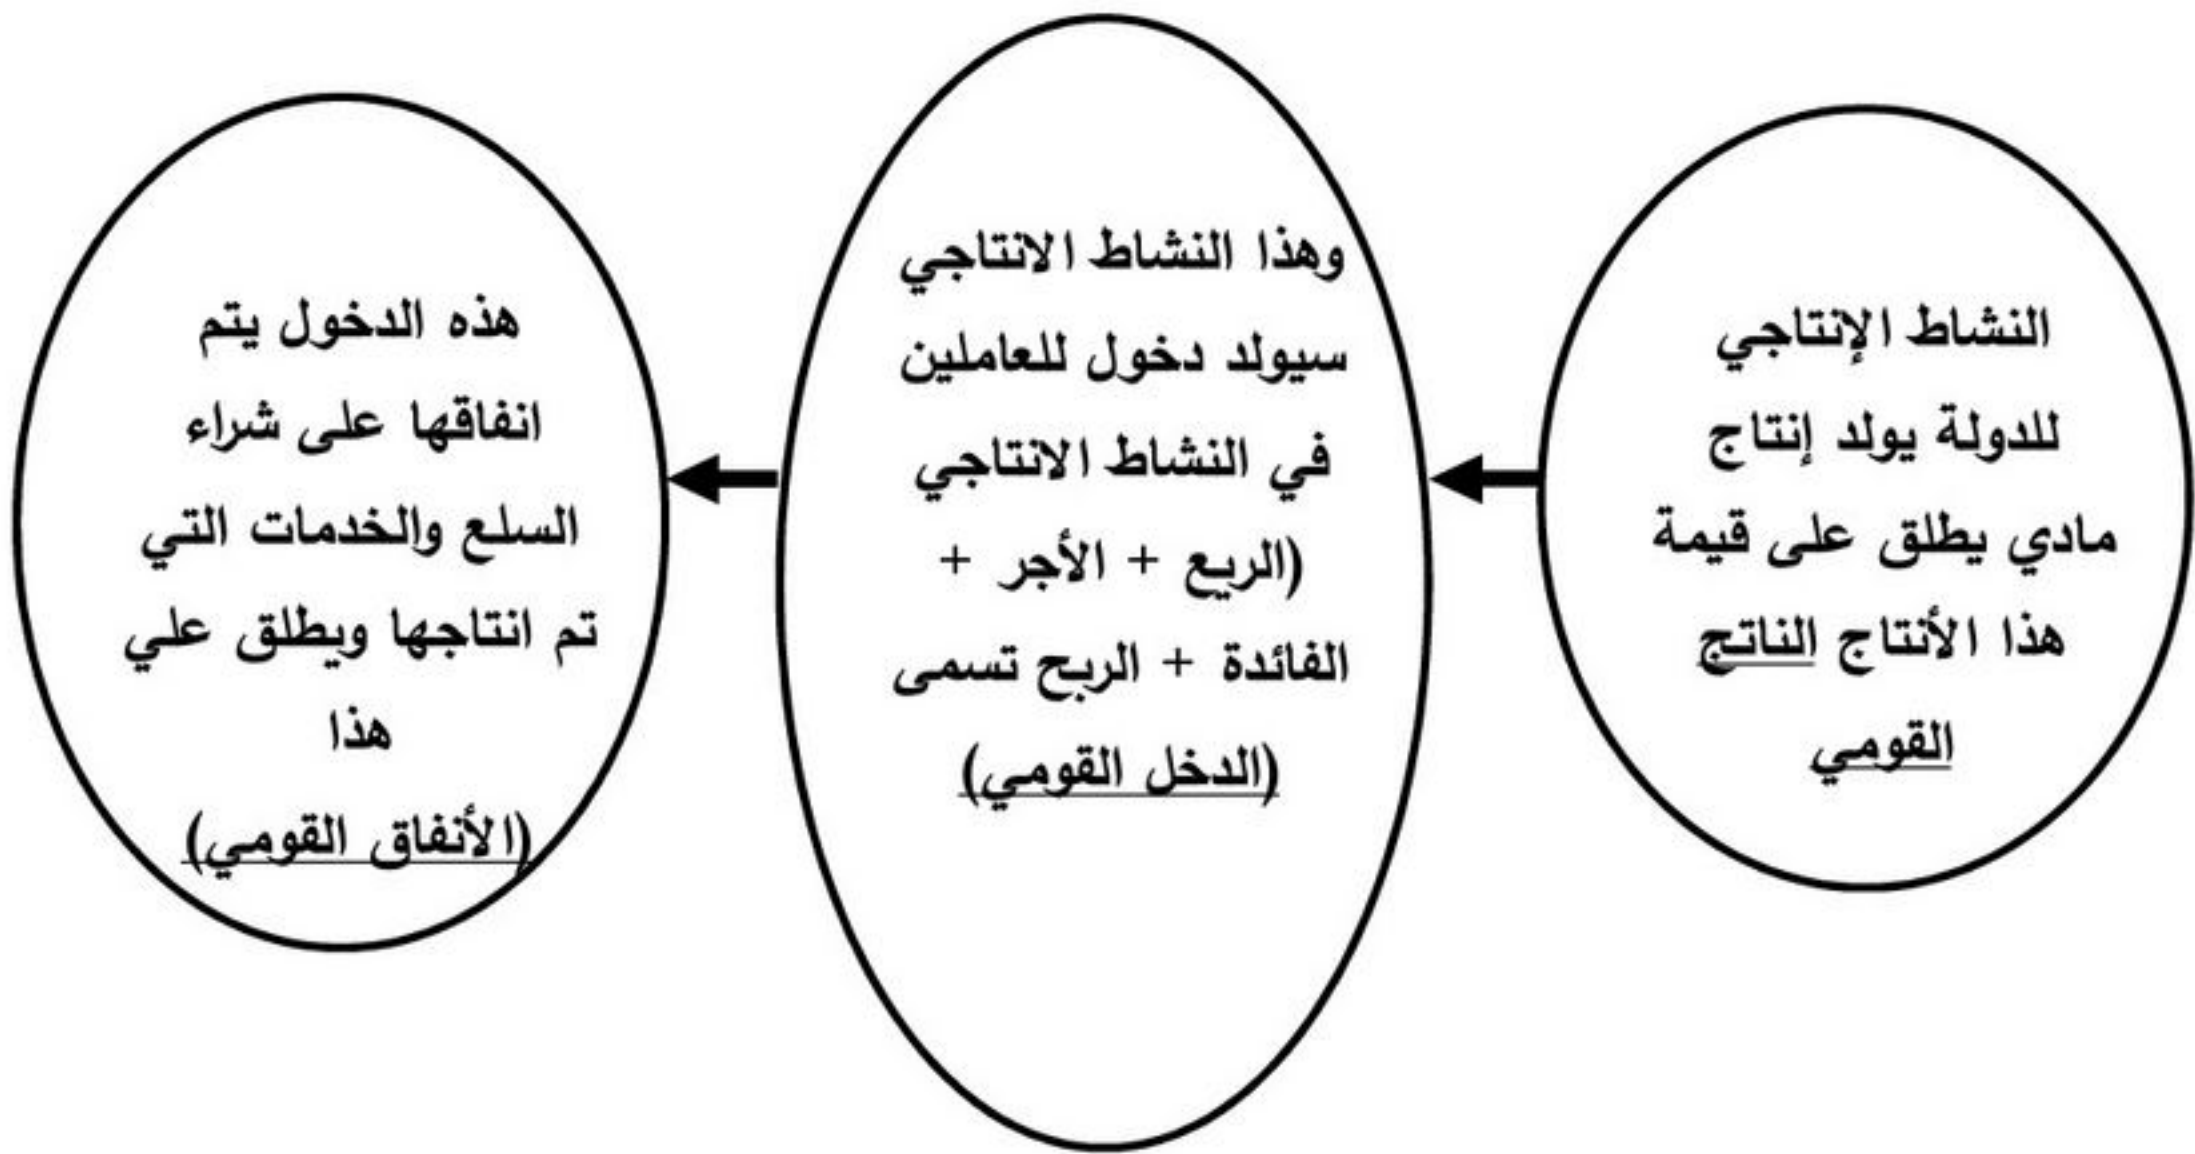 النشاط الإنتاجي
للدولة يولد إنتاج
مادي يطلق على قيمة
هذا الأنتاج الناتج
القومي
وهذا النشاط الانتاجي
سيولد دخول للعاملين
في النشاط الانتاجي
(الريع + الأجر +
الفائدة + الربح تسمى
(الدخل القومي)
هذه الدخول يتم
انفاقها على شراء
السلع والخدمات التي
تم انتاجها ويطلق علي
هذا
(الأنفاق القومي)